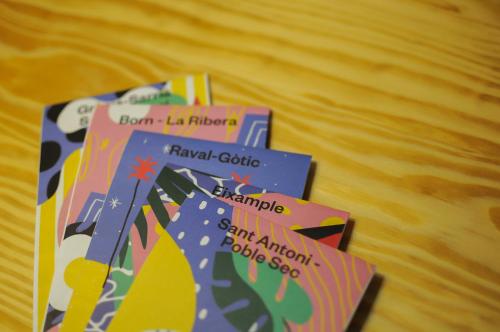 Born - La Ribera
Raval-Gòtic
Eixample
Sant Antoni -
Poble Sec